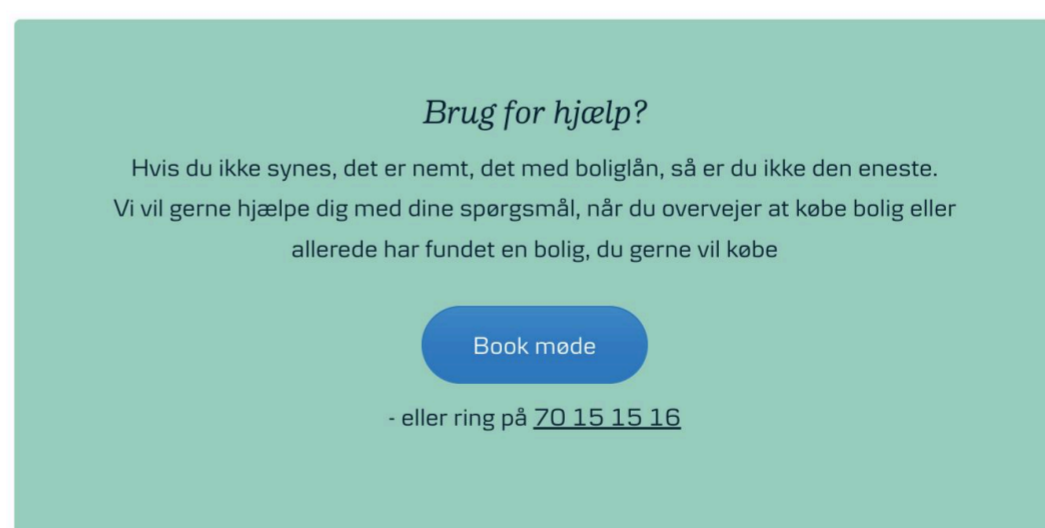 Brug for hjælp?
Hvis du ikke synes, det er nemt, det med boliglån, så er du ikke den eneste.
Vi vil gerne hjælpe dig med dine spørgsmål, når du overvejer at købe bolig eller
allerede har fundet en bolig, du gerne vil købe
Book møde
- eller ring på 70 15 15 16